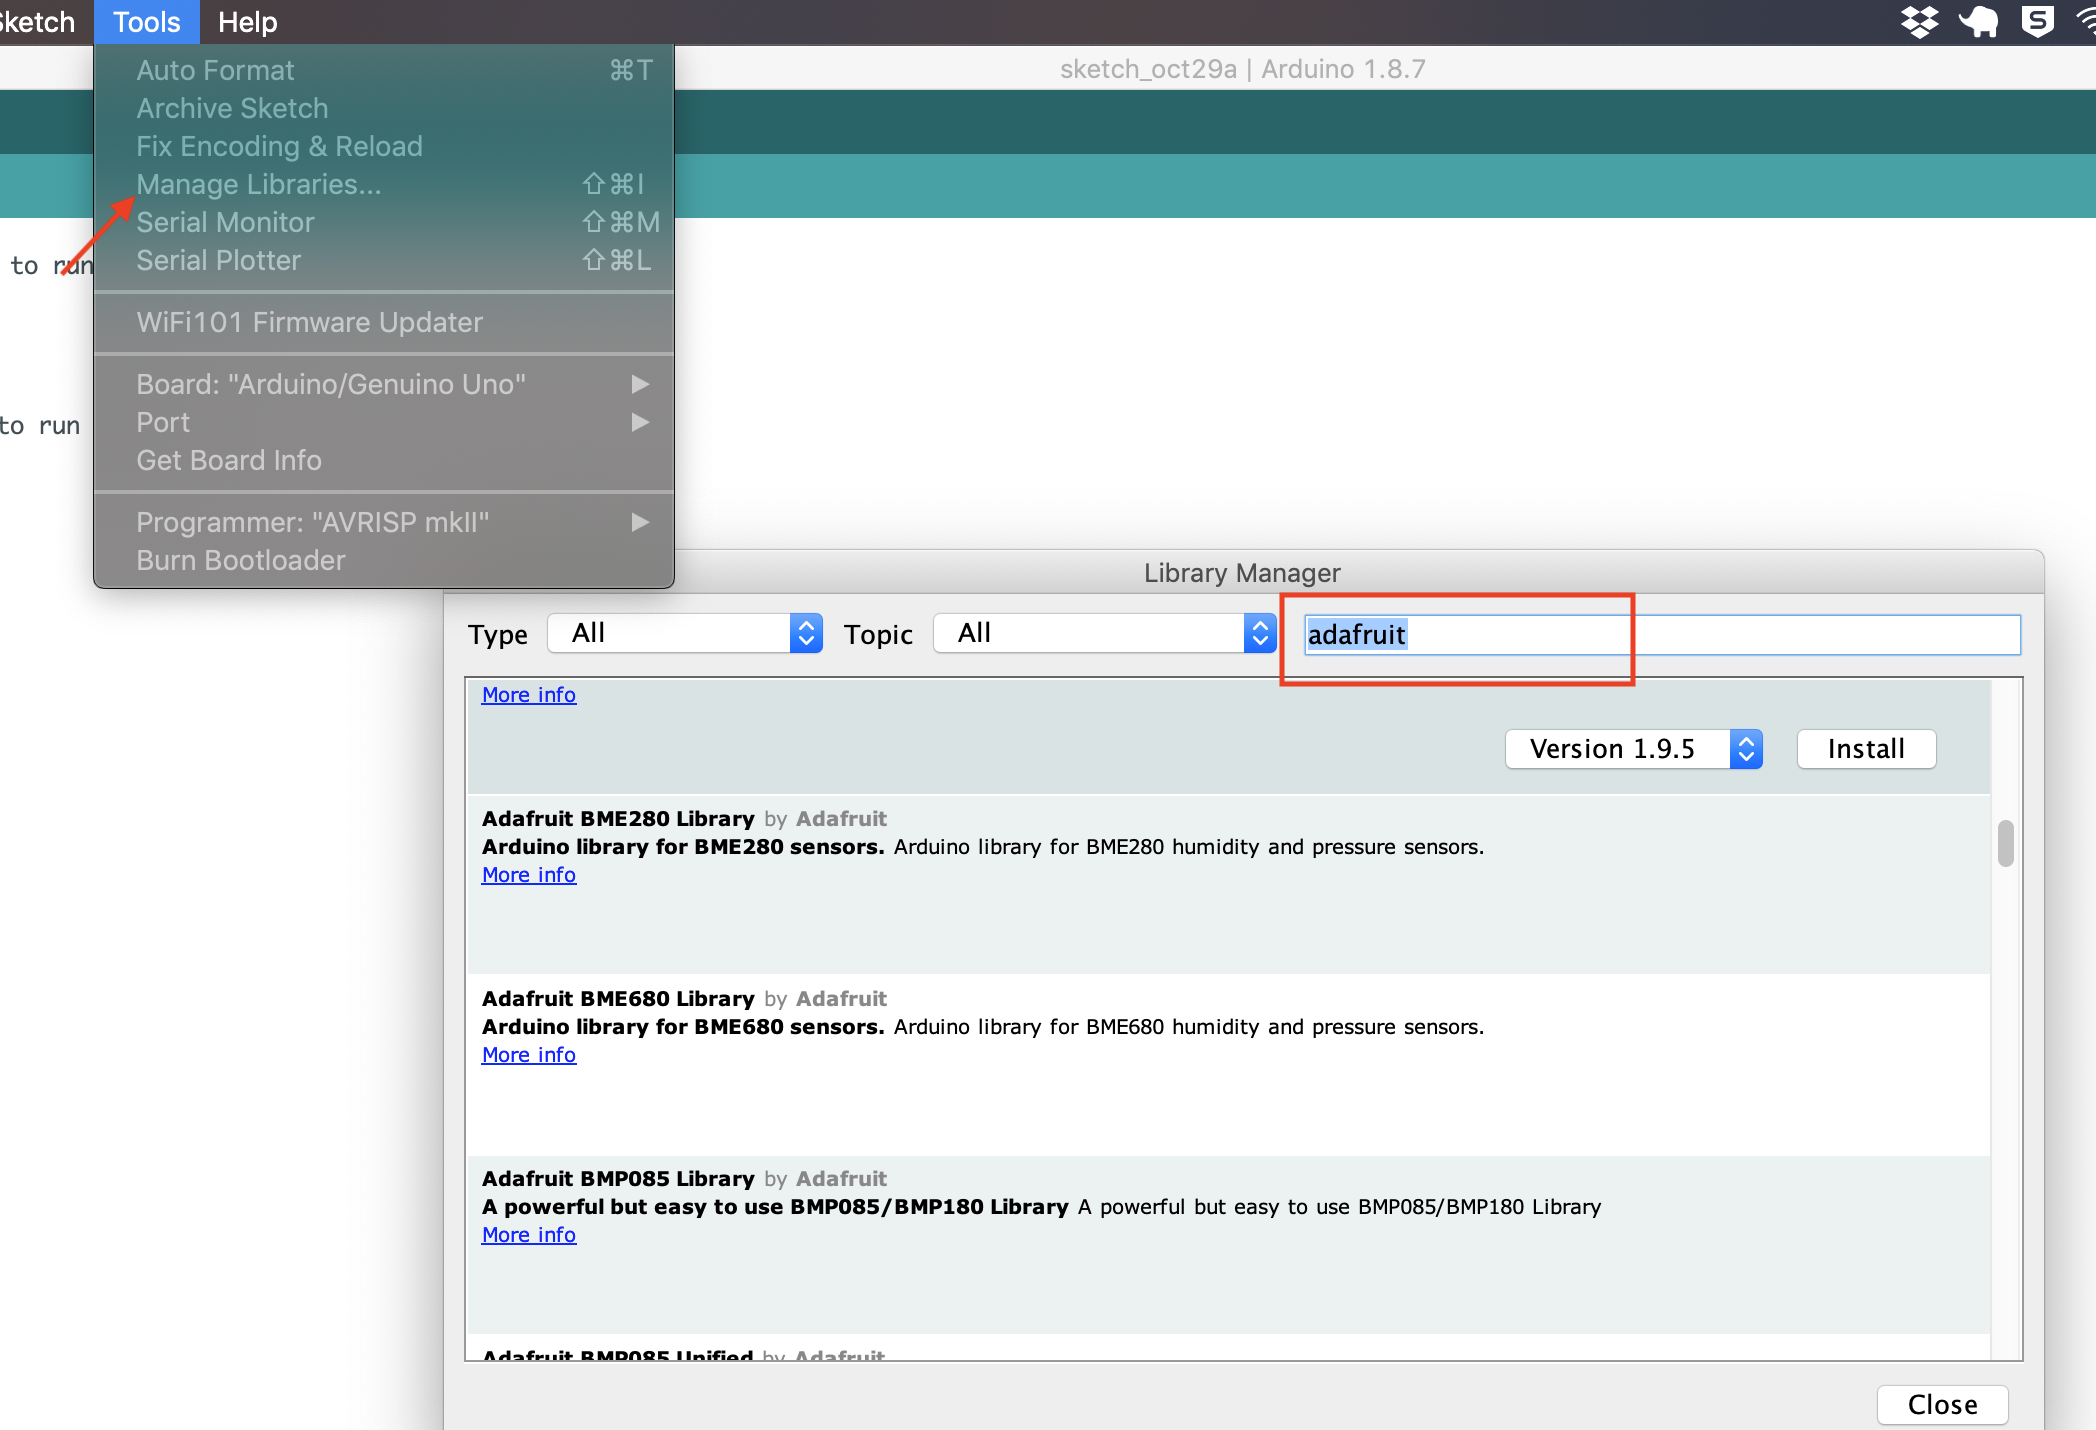 Sketch Tools Help
sketch_oct29a | Arduino 1.8.7
Auto Format ⌘T
Archive Sketch
Fix Encoding & Reload
Manage Libraries... ⇧⌘I
Serial Monitor ⇧⌘M
Serial Plotter ⇧⌘L
to run
WiFi101 Firmware Updater
Board: "Arduino/Genuino Uno"
Port
to run
Get Board Info
Programmer: "AVRISP mkII"
Burn Bootloader
Library Manager
Type All Topic All adafruit
More info
Version 1.9.5 Install
Adafruit BME280 Library by Adafruit
Arduino library for BME280 sensors. Arduino library for BME280 humidity and pressure sensors.
More info
Adafruit BME680 Library by Adafruit
Arduino library for BME680 sensors. Arduino library for BME680 humidity and pressure sensors.
More info
Adafruit BMP085 Library by Adafruit
A powerful but easy to use BMP085/BMP180 Library A powerful but easy to use BMP085/BMP180 Library
More info
Adafruit BMP085 Unified by Adafruit
Close